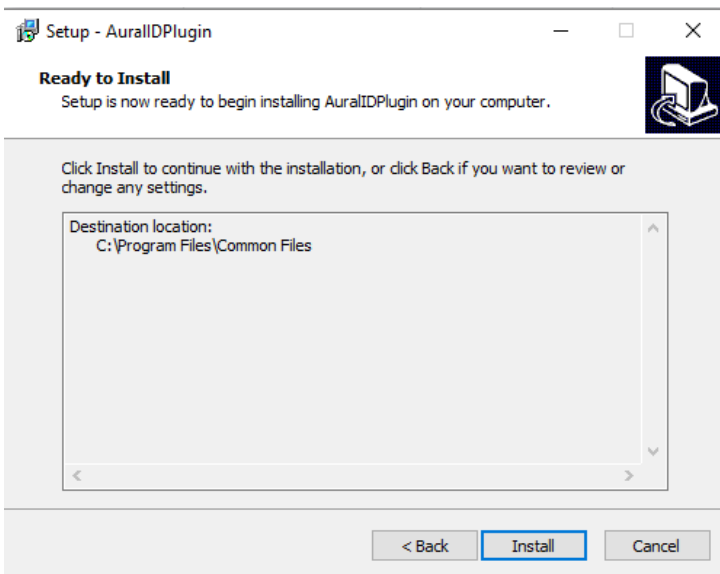 Setup - AuralIDPlugin
Ready to Install
Setup is now ready to begin installing AuralIDPlugin on your computer.
Click Install to continue with the installation, or click Back if you want to review or
change any settings.
Destination location:
C:\Program Files\Common Files
< Back
Install
Cancel